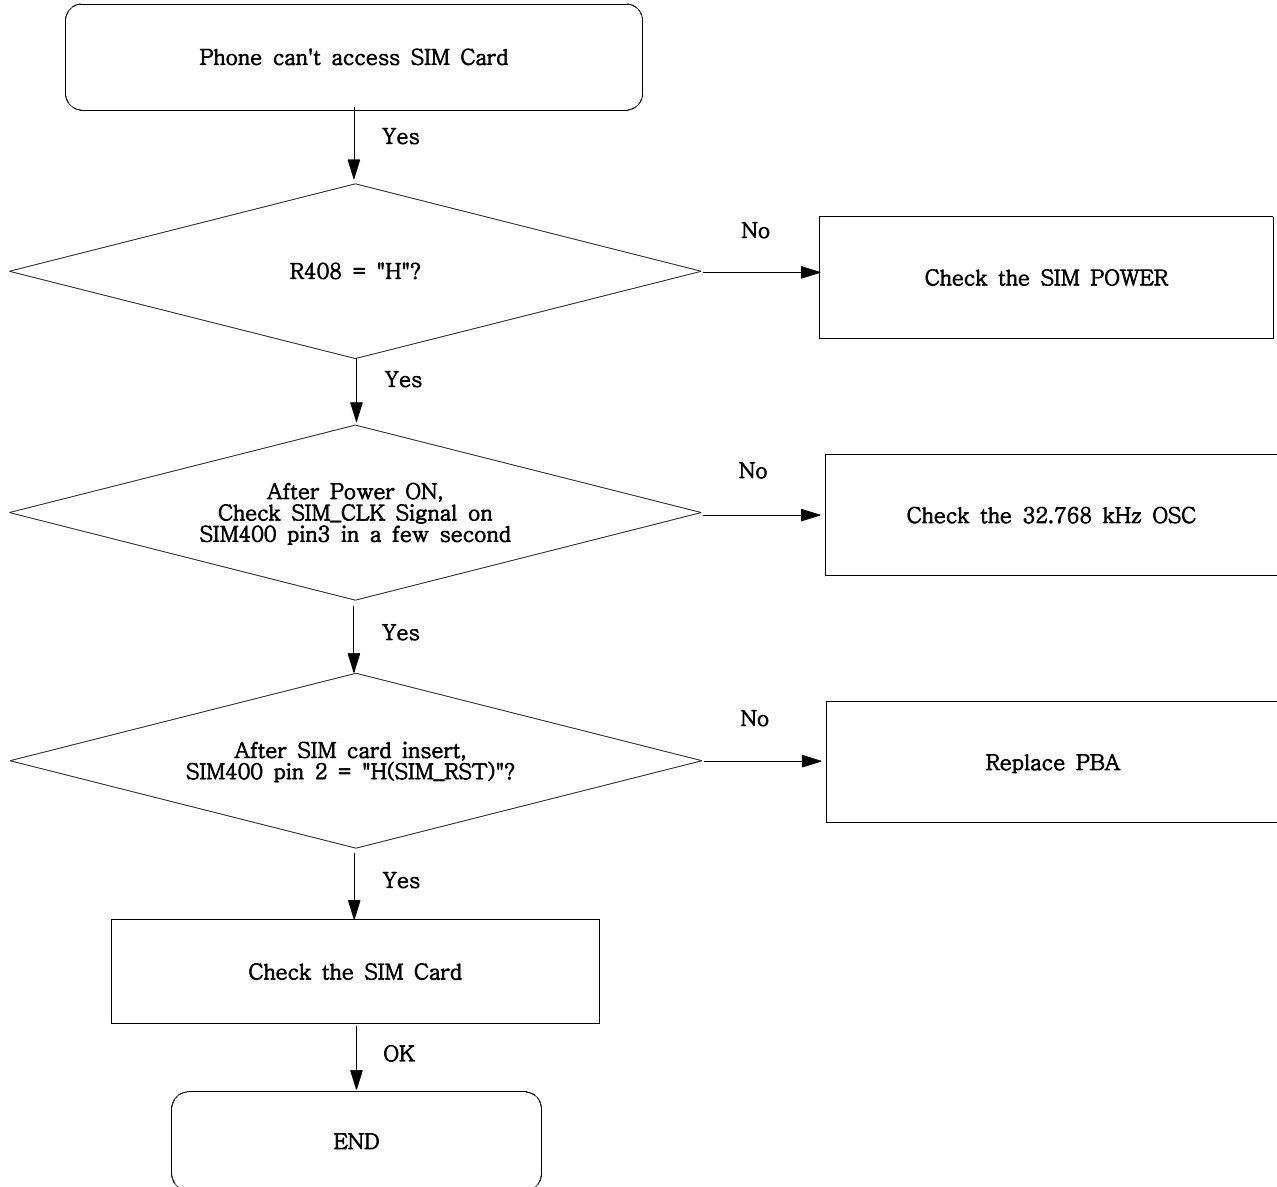 Phone can't access SIM Card
Yes
R408 = "H"?
No
Check the SIM POWER
Yes
After Power ON,
Check SIM_CLK Signal on
SIM400 pin3 in a few second
No
Check the 32.768 kHz OSC
Yes
After SIM card insert,
SIM400 pin 2 = "H(SIM_RST)"?
No
Replace PBA
Yes
Check the SIM Card
OK
END